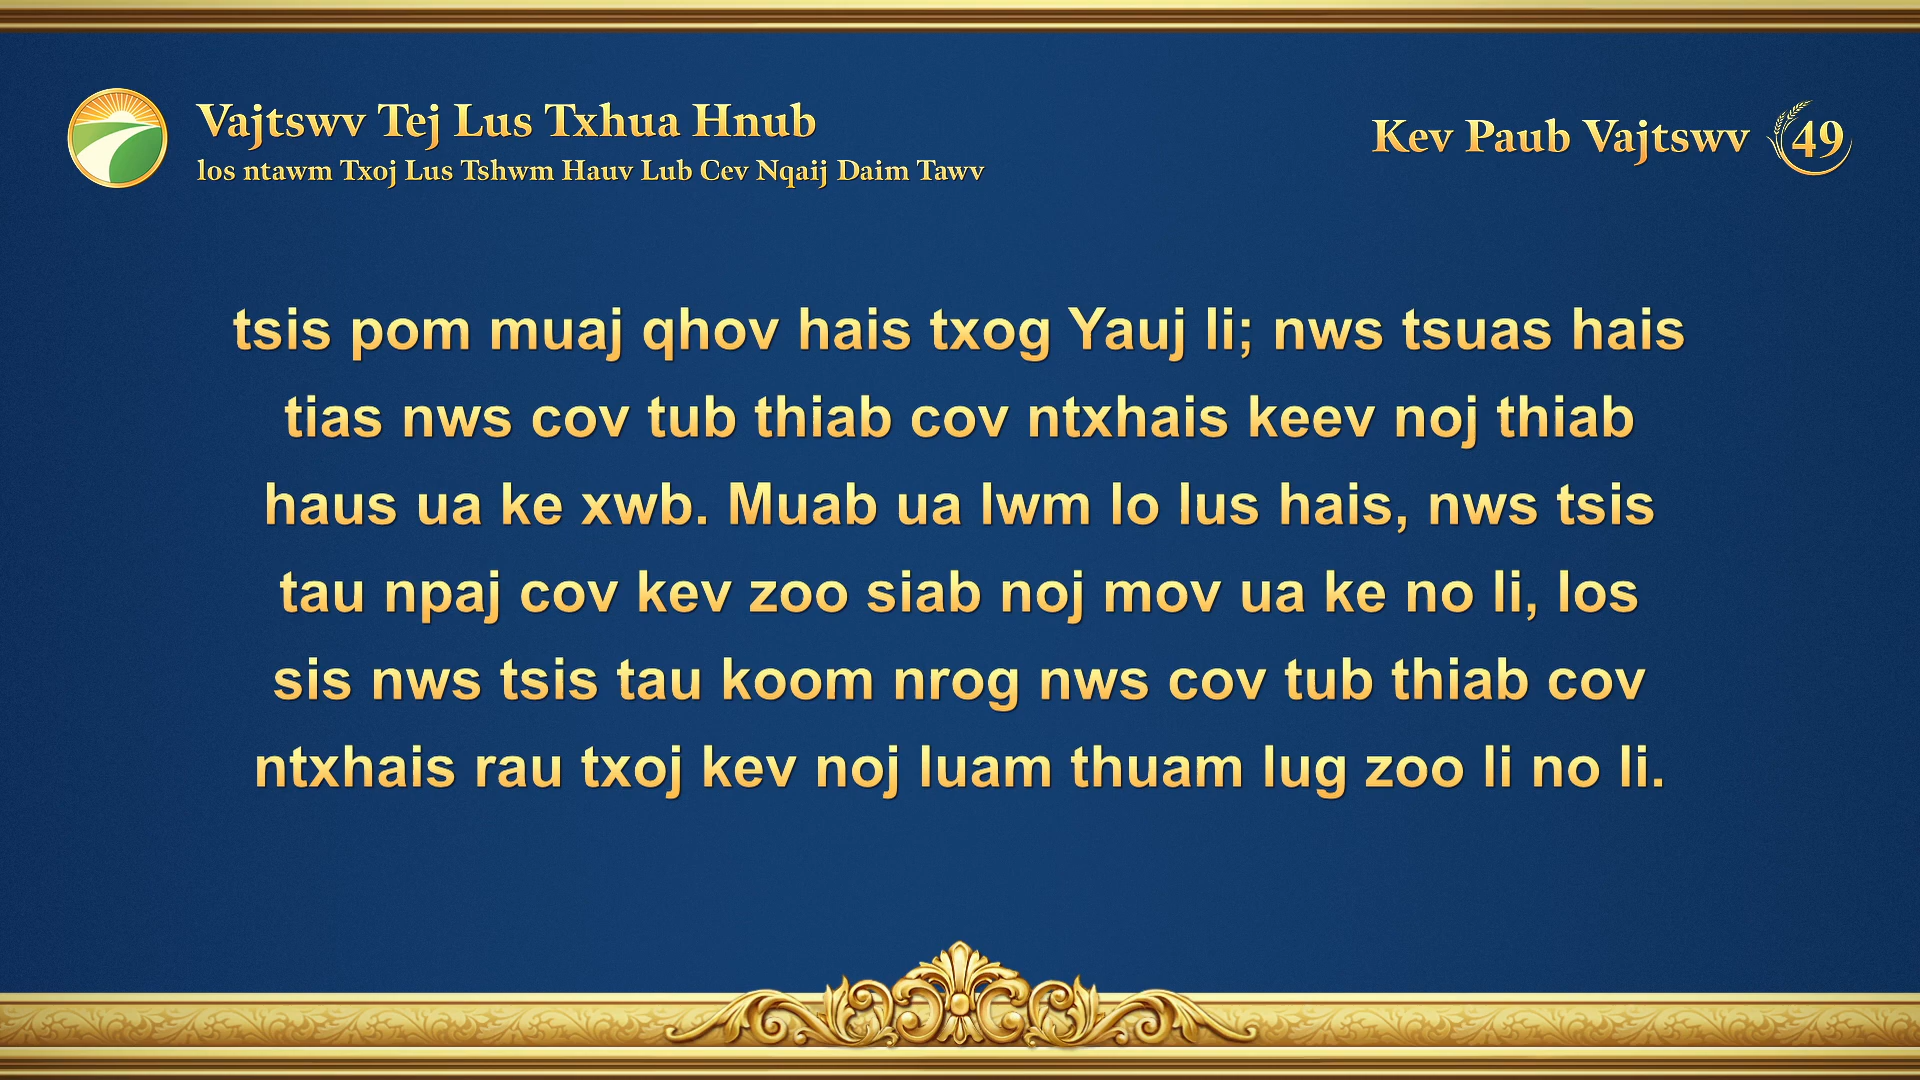 Vajtswv Tej Lus Txhua Hnub
los ntawm Txoj Lus Tshwm Hauv Lub Cev Nqaij Daim Tawv
Kev Paub Vajtswv 49
tsis pom muaj qhov hais txog Yauj li; nws tsuas hais
tias nws cov tub thiab cov ntxhais keev noj thiab
haus ua ke xwb. Muab ua lwm lo lus hais, nws tsis
tau npaj cov kev zoo siab noj mov ua ke no li, los
sis nws tsis tau koom nrog nws cov tub thiab cov
ntxhais rau txoj kev noj luam thuam lug zoo li no li.